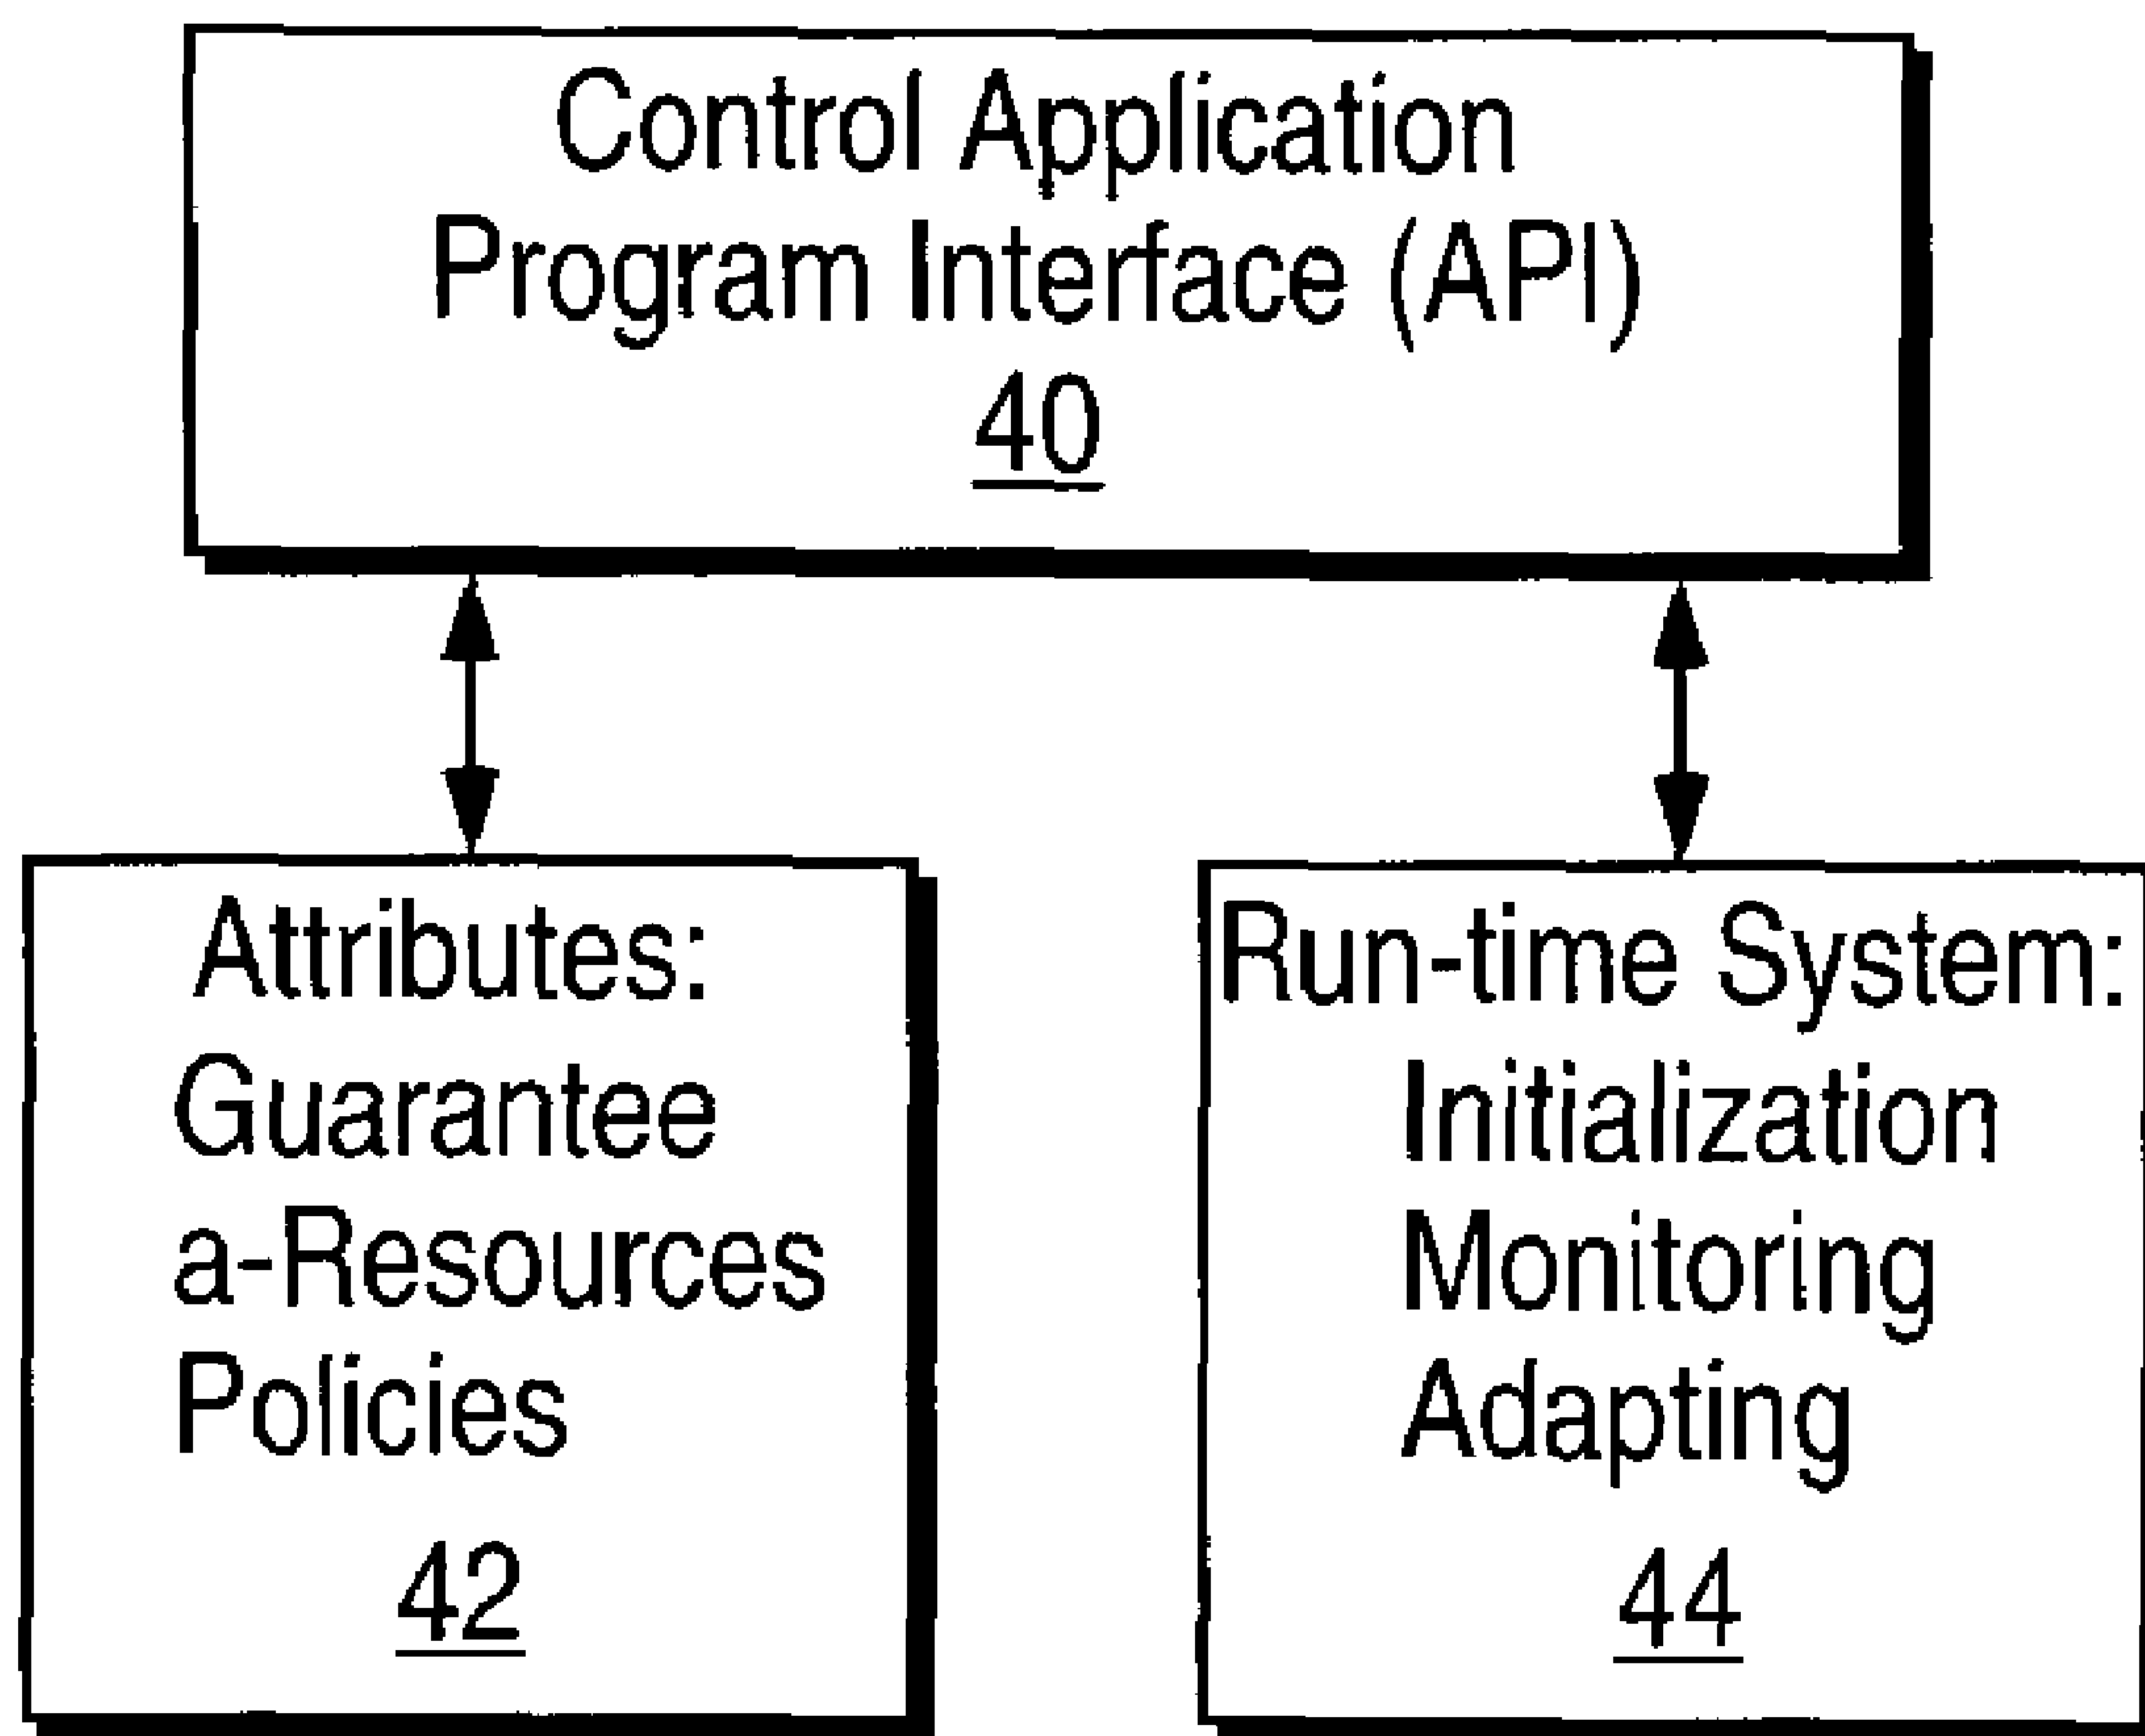 Control Application
Program Interface (API)
40
Attributes:
Guarantee
a-Resources
Policies
42
Run-time System:
Initialization
Monitoring
Adapting
44